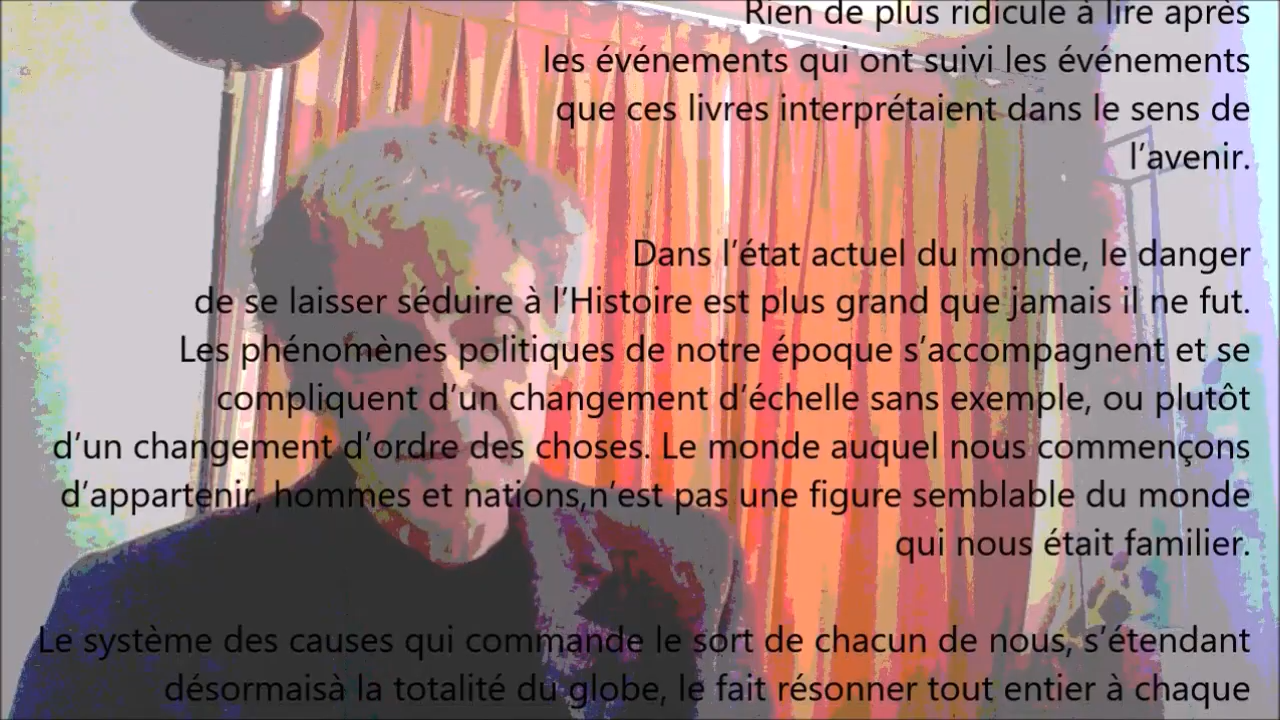 Rien de plus ridicule à lire après
les événements qui ont suivi les événements
que ces livres interprétaient dans le sens de
l’avenir.
Dans l’état actuel du monde, le danger
de se laisser séduire à l’Histoire est plus grand que jamais il ne fut.
Les phénomènes politiques de notre époque s’accompagnent et se
compliquent d’un changement d’échelle sans exemple, ou plutôt
d’un changement d’ordre des choses. Le monde auquel nous commençons
d’appartenir, hommes et nations,n’est pas une figure semblable du monde
qui nous était familier.
Le système des causes qui commande le sort de chacun de nous, s’étendant
désormaisà la totalité du globe, le fait résonner tout entier à chaque